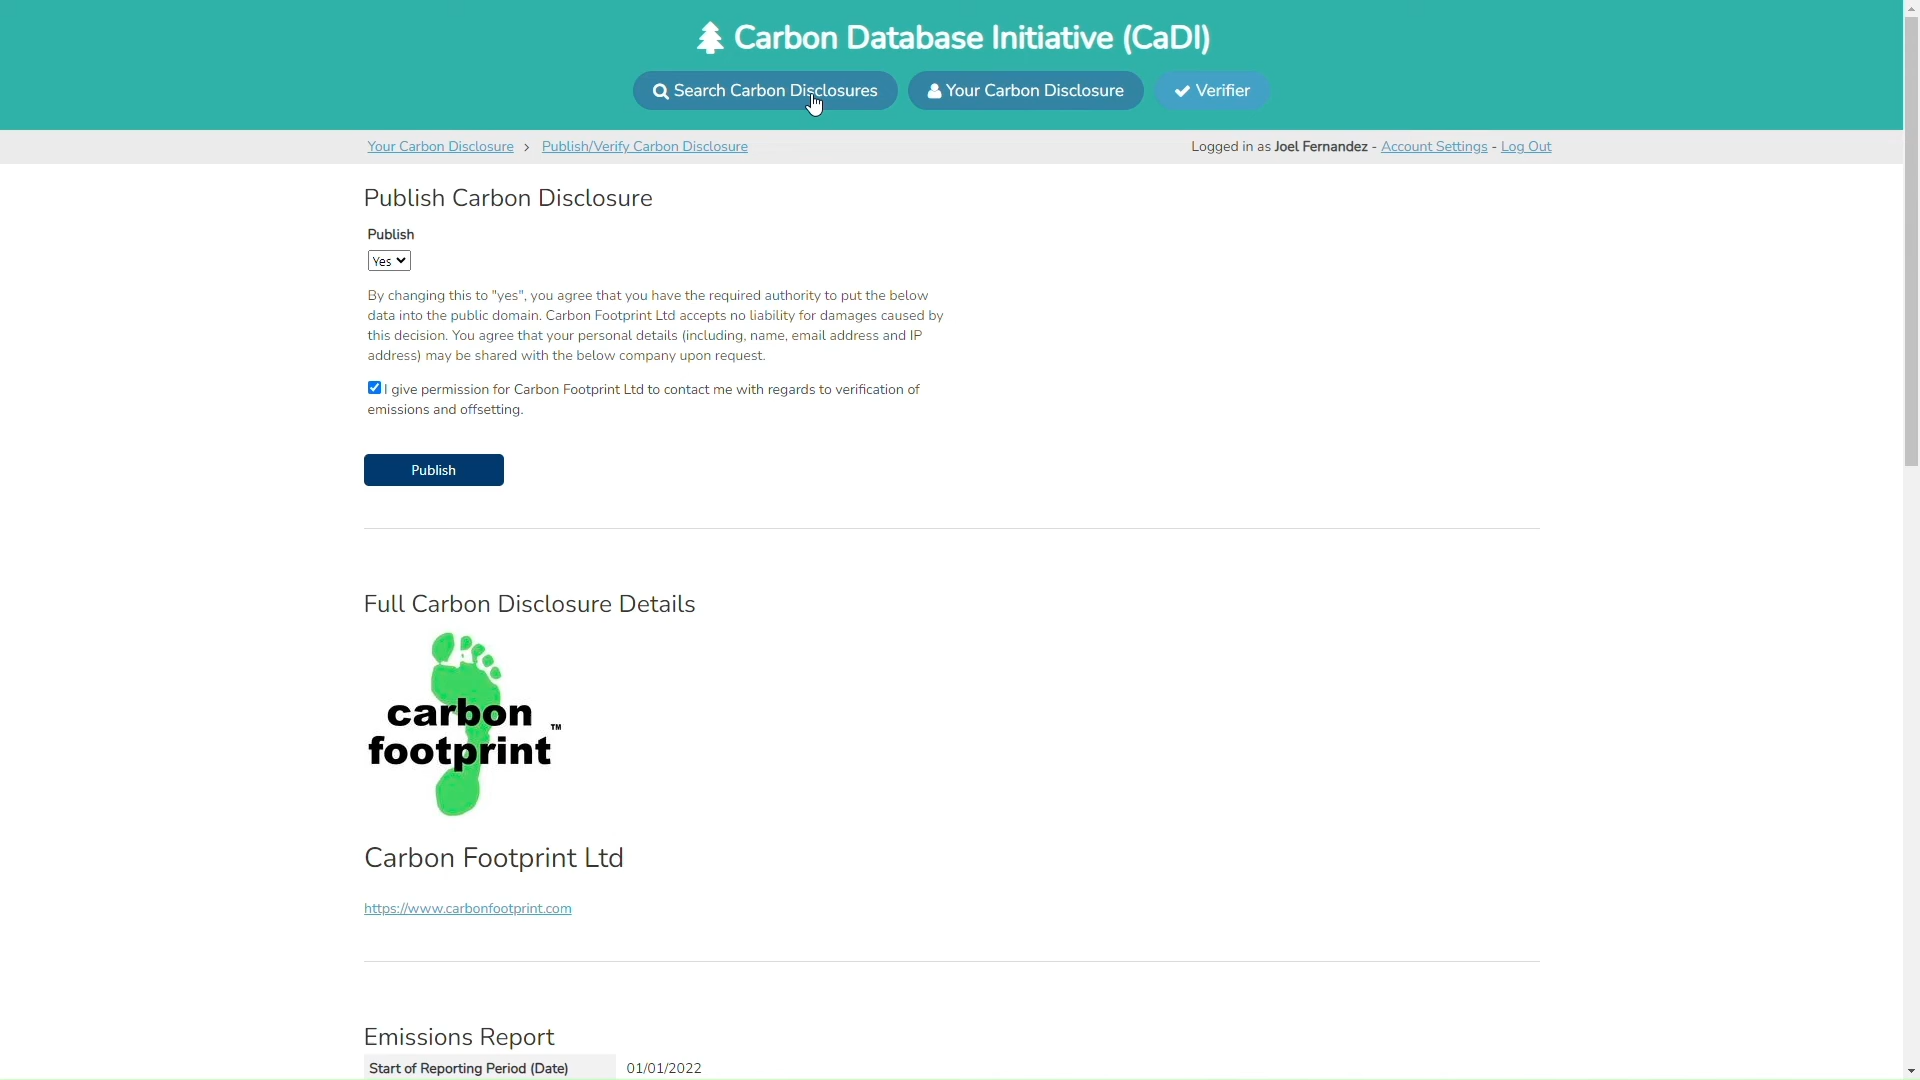 Carbon Database Initiative (CaDI)
Search Carbon Disclosures Your Carbon Disclosure Verifier
Your Carbon Disclosure > Publish/Verify Carbon Disclosure Logged in as Joel Fernandez - Account Settings - Log Out
Publish Carbon Disclosure
Publish
Yes
By changing this to "yes", you agree that you have the required authority to put the below
data into the public domain. Carbon Footprint Ltd accepts no liability for damages caused by
this decision. You agree that your personal details (including, name, email address and IP
address) may be shared with the below company upon request.
I give permission for Carbon Footprint Ltd to contact me with regards to verification of
emissions and offsetting.
Publish
Full Carbon Disclosure Details
carbon
footprint ™
Carbon Footprint Ltd
https://www.carbonfootprint.com
Emissions Report
Start of Reporting Period (Date) 01/01/2022